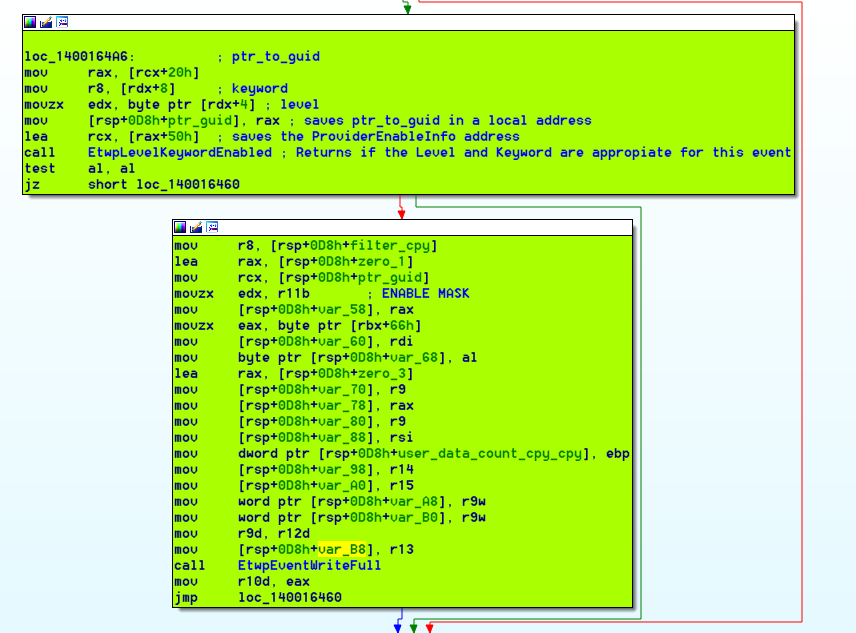 loc_1400164A6: ; ptr_to_guid
mov rax, [rcx+20h]
mov r8, [rdx+8] ; keyword
movzx edx, byte ptr [rdx+4] ; level
mov [rsp+0D8h+ptr_guid], rax ; saves ptr_to_guid in a local address
lea rcx, [rax+50h] ; saves the ProviderEnableInfo address
call EtwpLevelKeywordEnabled ; Returns if the Level and Keyword are appropiate for this event
test al, al
jz short loc_140016460
mov r8, [rsp+0D8h+filter_cpy]
lea rax, [rsp+0D8h+zero_1]
mov rcx, [rsp+0D8h+ptr_guid]
movzx edx, r11b ; ENABLE MASK
mov [rsp+0D8h+var_58], rax
movzx eax, byte ptr [rbx+66h]
mov [rsp+0D8h+var_60], rdi
mov byte ptr [rsp+0D8h+var_68], al
lea rax, [rsp+0D8h+zero_3]
mov [rsp+0D8h+var_70], r9
mov [rsp+0D8h+var_78], rax
mov [rsp+0D8h+var_80], r9
mov [rsp+0D8h+var_88], rsi
mov dword ptr [rsp+0D8h+user_data_count_cpy_cpy], ebp
mov [rsp+0D8h+var_98], r14
mov [rsp+0D8h+var_A0], r15
mov word ptr [rsp+0D8h+var_A8], r9w
mov word ptr [rsp+0D8h+var_B0], r9w
mov r9d, r12d
mov [rsp+0D8h+var_B8], r13
call EtwpEventWriteFull
mov r10d, eax
jmp loc_140016460